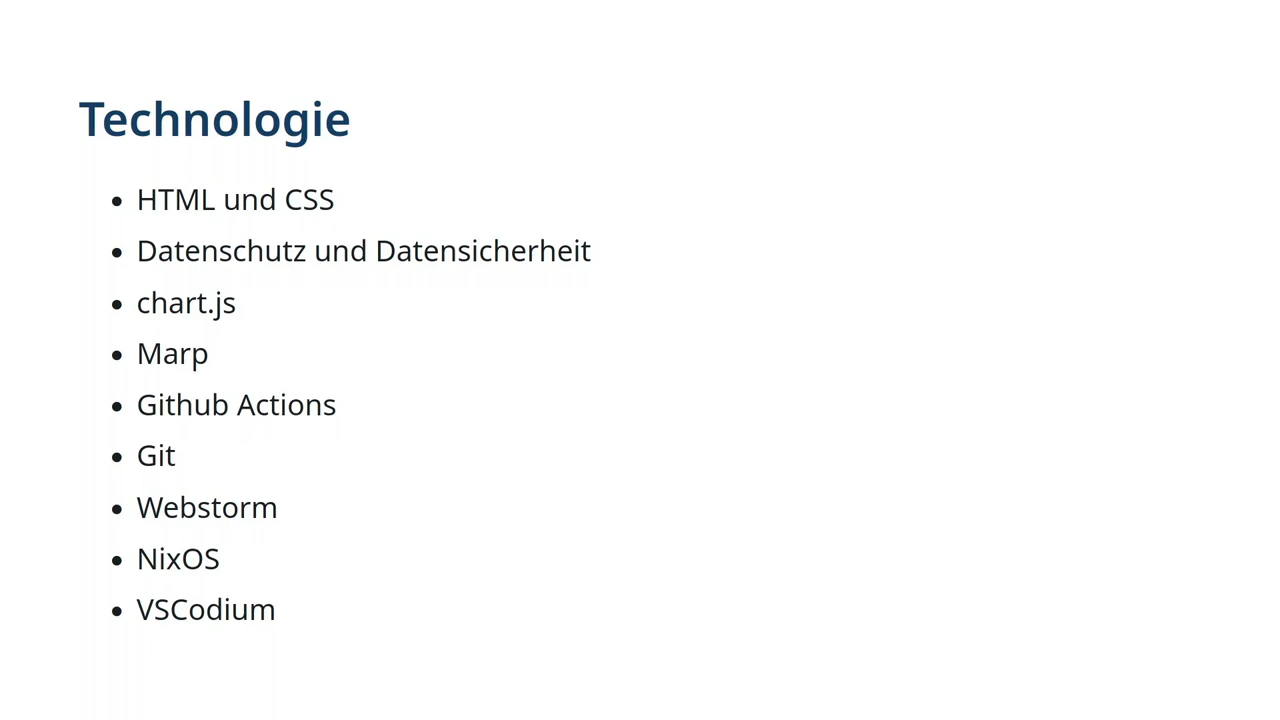 Technologie
HTML und CSS
Datenschutz und Datensicherheit
chart.js
Marp
Github Actions
Git
Webstorm
NixOS
VSCodium